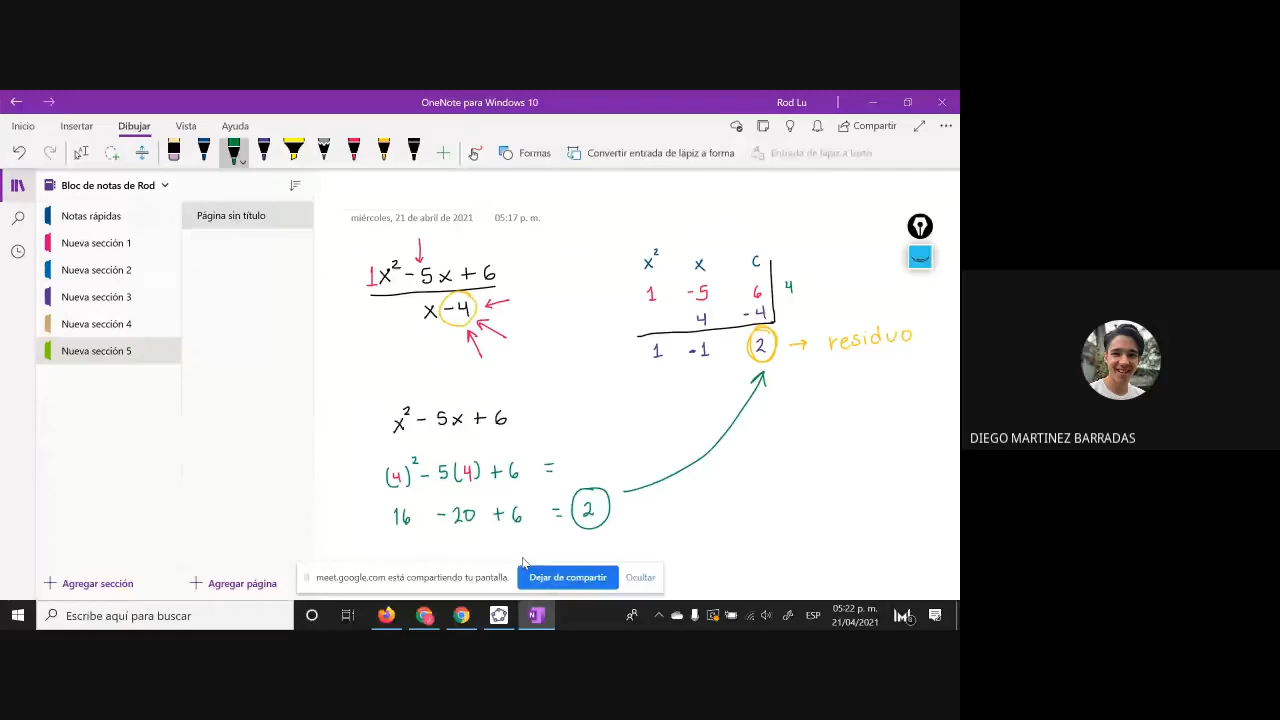 OneNote para Windows 10
Rod Lu
Inicio
Insertar
Dibujar
Vista
Ayuda
Compartir
Formas
Convertir entrada de lápiz a forma
Entrada de lápiz a texto
Bloc de notas de Rod
Notas rápidas
Nueva sección 1
Nueva sección 2
Nueva sección 3
Nueva sección 4
Nueva sección 5
Agregar sección
Página sin título
Agregar página
miércoles, 21 de abril de 2021 05:17 p. m.
1x² - 5x + 6
x - 4
x² x c
1 -5 6 4
4 -4
1 -1 2 → residuo
x² - 5x + 6
(4)² - 5(4) + 6 =
16 - 20 + 6 = 2
meet.google.com está compartiendo tu pantalla.
Dejar de compartir
Ocultar
Escribe aquí para buscar
ESP
05:22 p. m.
21/04/2021
DIEGO MARTINEZ BARRADAS